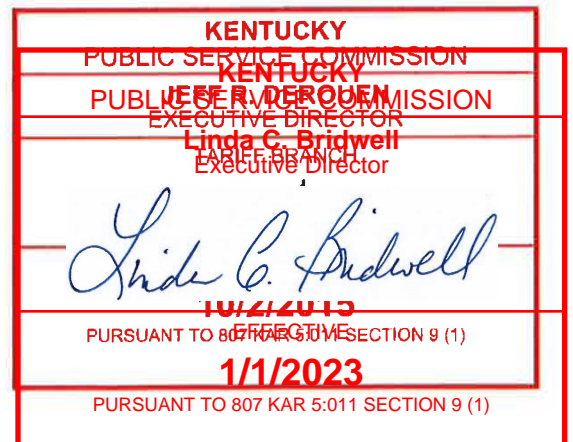 KENTUCKY
PUBLIC SERVICE COMMISSION
KENTUCKY
PUBLIC SERVICE COMMISSION
JEFF R. DEROUEN
EXECUTIVE DIRECTOR
Linda C. Bridwell
TARIFF BRANCH
Executive Director
Linda C. Bridwell
10/2/2015
EFFECTIVE
PURSUANT TO 807 KAR 5:011 SECTION 9 (1)
1/1/2023
PURSUANT TO 807 KAR 5:011 SECTION 9 (1)